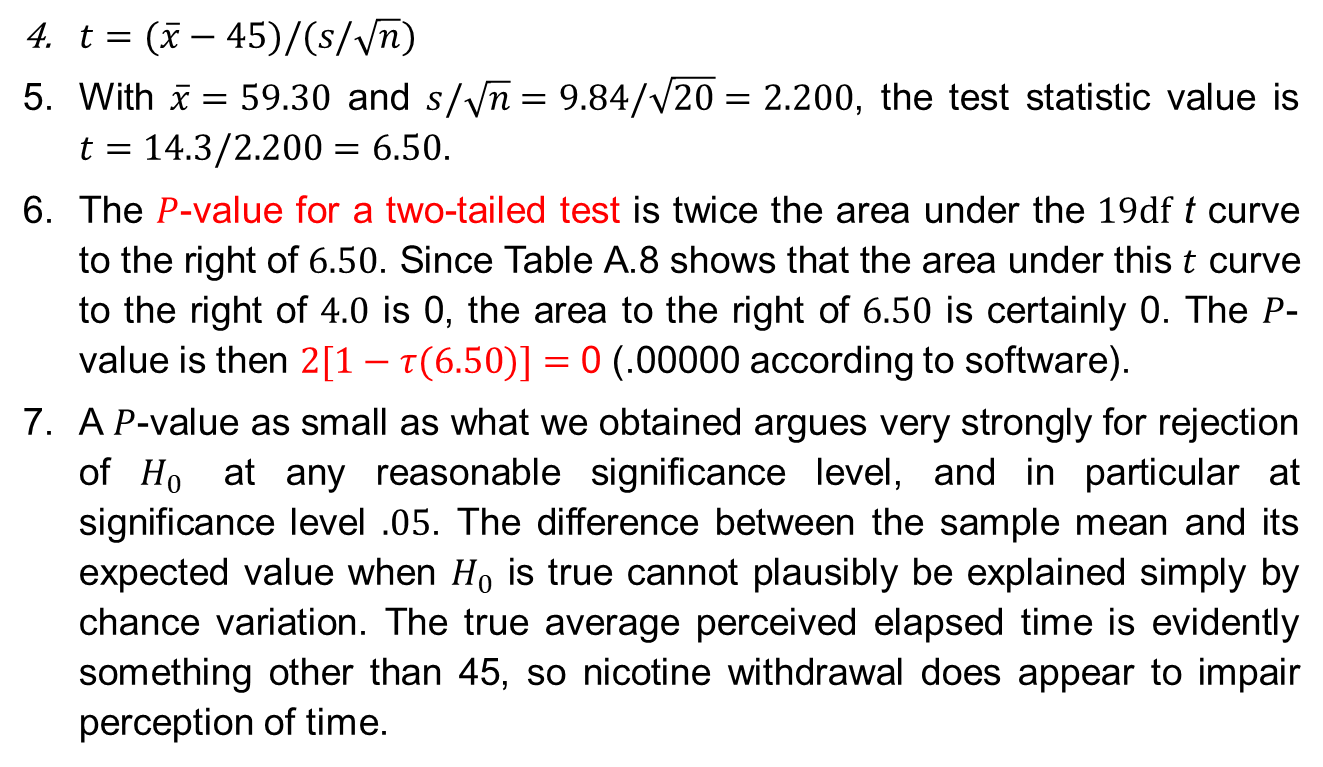 4. t = (x̄ − 45)/(s/√n)
5. With x̄ = 59.30 and s/√n = 9.84/√20 = 2.200, the test statistic value is
t = 14.3/2.200 = 6.50.
6. The P-value for a two-tailed test is twice the area under the 19df t curve
to the right of 6.50. Since Table A.8 shows that the area under this t curve
to the right of 4.0 is 0, the area to the right of 6.50 is certainly 0. The P-
value is then 2[1 − τ(6.50)] = 0 (.00000 according to software).
7. A P-value as small as what we obtained argues very strongly for rejection
of H₀ at any reasonable significance level, and in particular at
significance level .05. The difference between the sample mean and its
expected value when H₀ is true cannot plausibly be explained simply by
chance variation. The true average perceived elapsed time is evidently
something other than 45, so nicotine withdrawal does appear to impair
perception of time.